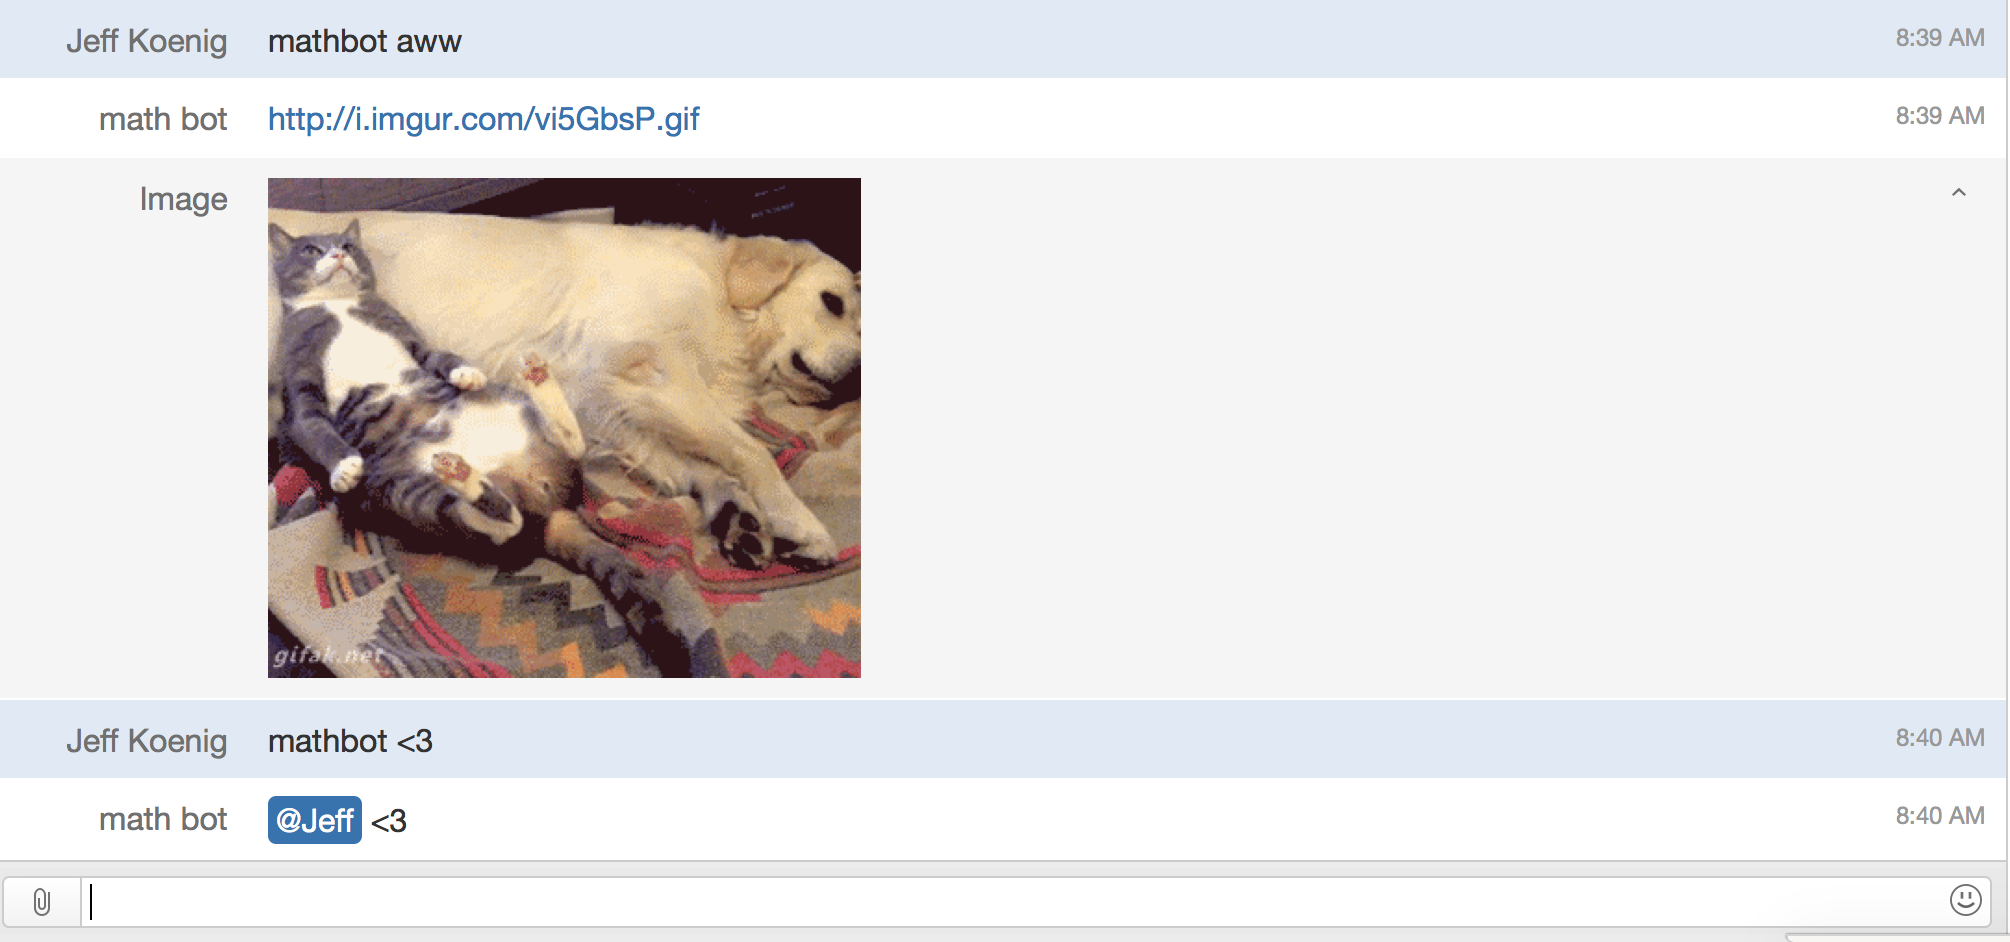 Jeff Koenig mathbot aww 8:39 AM
math bot http://i.imgur.com/vi5GbsP.gif 8:39 AM
Image
gifak.net
Jeff Koenig mathbot <3 8:40 AM
math bot @Jeff <3 8:40 AM